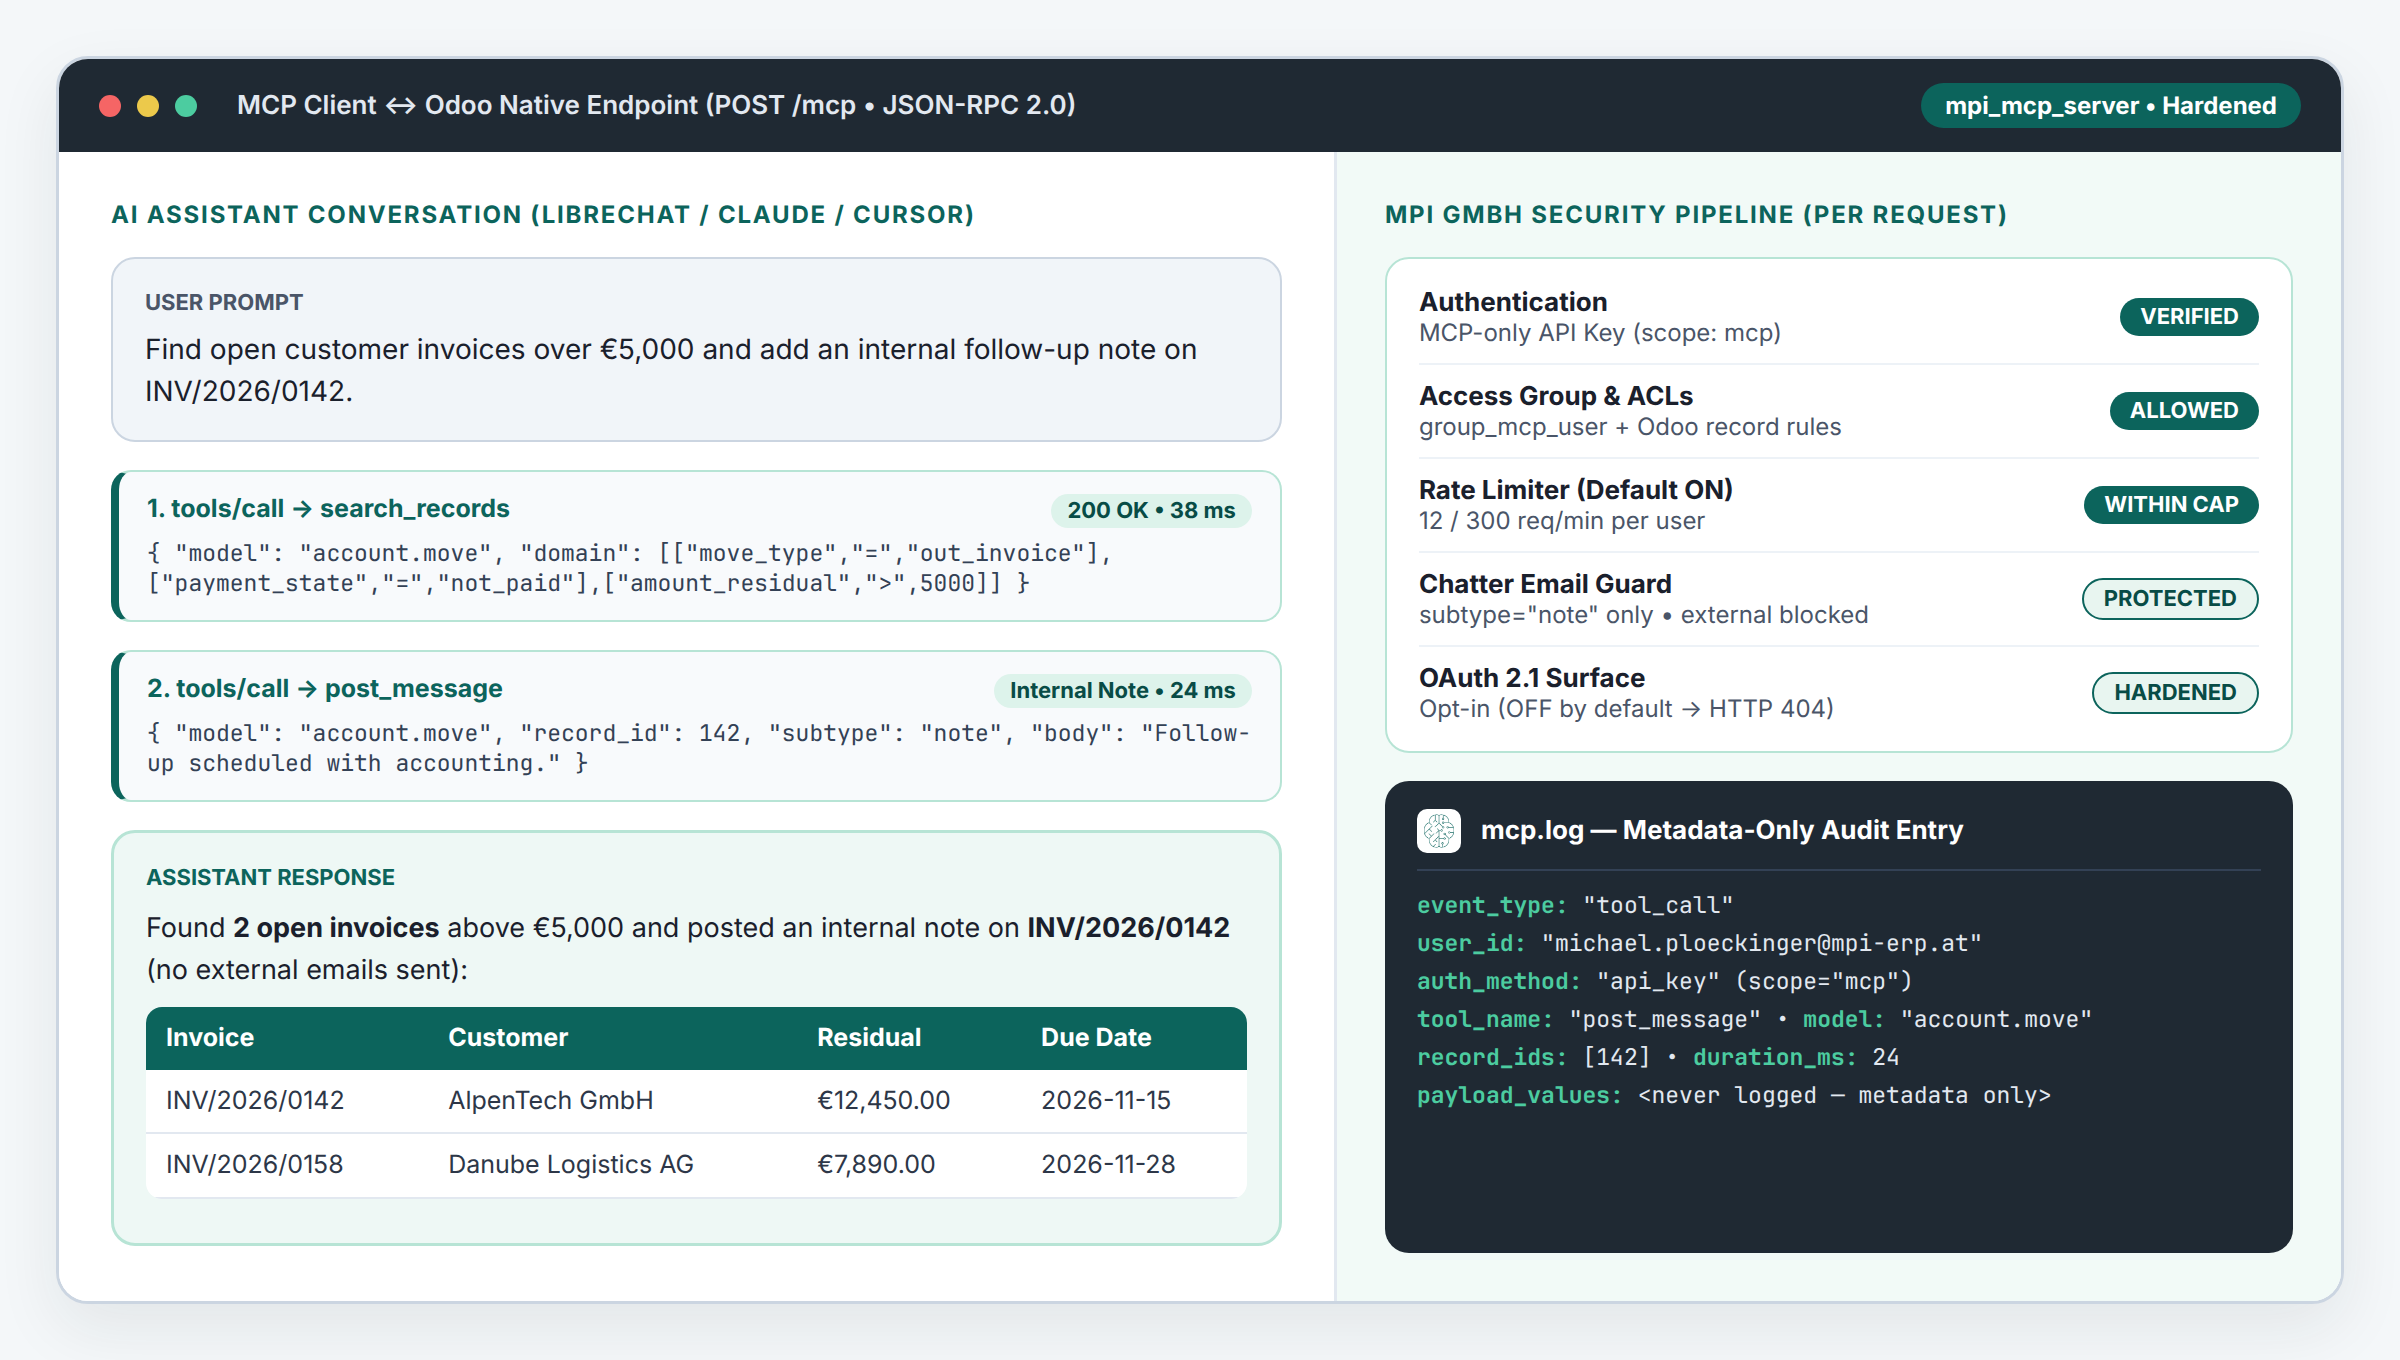 MCP Client ↔ Odoo Native Endpoint (POST /mcp • JSON-RPC 2.0)
mpi_mcp_server • Hardened
AI ASSISTANT CONVERSATION (LIBRECHAT / CLAUDE / CURSOR)
USER PROMPT
Find open customer invoices over €5,000 and add an internal follow-up note on
INV/2026/0142.
1. tools/call → search_records
200 OK • 38 ms
{ "model": "account.move", "domain": [["move_type","=","out_invoice"],
["payment_state","=","not_paid"],["amount_residual",">",5000]] }
2. tools/call → post_message
Internal Note • 24 ms
{ "model": "account.move", "record_id": 142, "subtype": "note", "body": "Follow-
up scheduled with accounting." }
ASSISTANT RESPONSE
Found 2 open invoices above €5,000 and posted an internal note on INV/2026/0142
(no external emails sent):
Invoice Customer Residual Due Date
INV/2026/0142 AlpenTech GmbH €12,450.00 2026-11-15
INV/2026/0158 Danube Logistics AG €7,890.00 2026-11-28
MPI GMBH SECURITY PIPELINE (PER REQUEST)
Authentication
MCP-only API Key (scope: mcp)
VERIFIED
Access Group & ACLs
group_mcp_user + Odoo record rules
ALLOWED
Rate Limiter (Default ON)
12 / 300 req/min per user
WITHIN CAP
Chatter Email Guard
subtype="note" only • external blocked
PROTECTED
OAuth 2.1 Surface
Opt-in (OFF by default → HTTP 404)
HARDENED
mcp.log — Metadata-Only Audit Entry
event_type: "tool_call"
user_id: "michael.ploeckinger@mpi-erp.at"
auth_method: "api_key" (scope="mcp")
tool_name: "post_message" • model: "account.move"
record_ids: [142] • duration_ms: 24
payload_values: <never logged — metadata only>